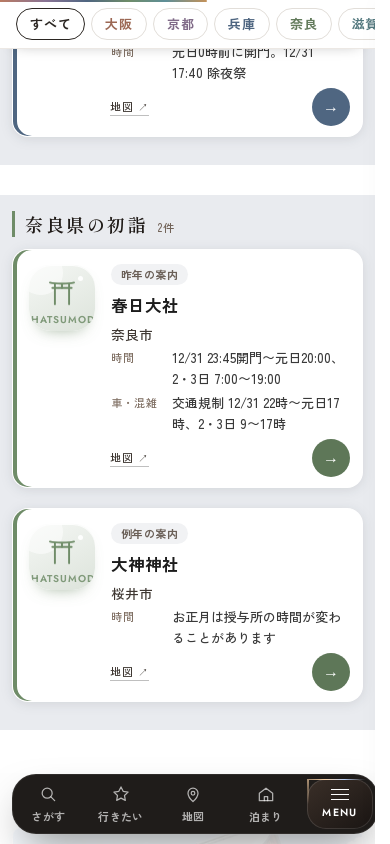 すべて 大阪 京都 兵庫 奈良 滋賀
時間 元日0時前に開門。12/31
17:40 除夜祭
地図 ↗ →
奈良県の初詣 2件
昨年の案内
春日大社
HATSUMOD
奈良市
時間 12/31 23:45開門〜元日20:00、
2・3日 7:00〜19:00
車・混雑 交通規制 12/31 22時〜元日17
時、2・3日 9〜17時
地図 ↗ →
例年の案内
大神神社
HATSUMOD
桜井市
時間 お正月は授与所の時間が変わ
ることがあります
地図 ↗ →
さがす 行きたい 地図 泊まり MENU